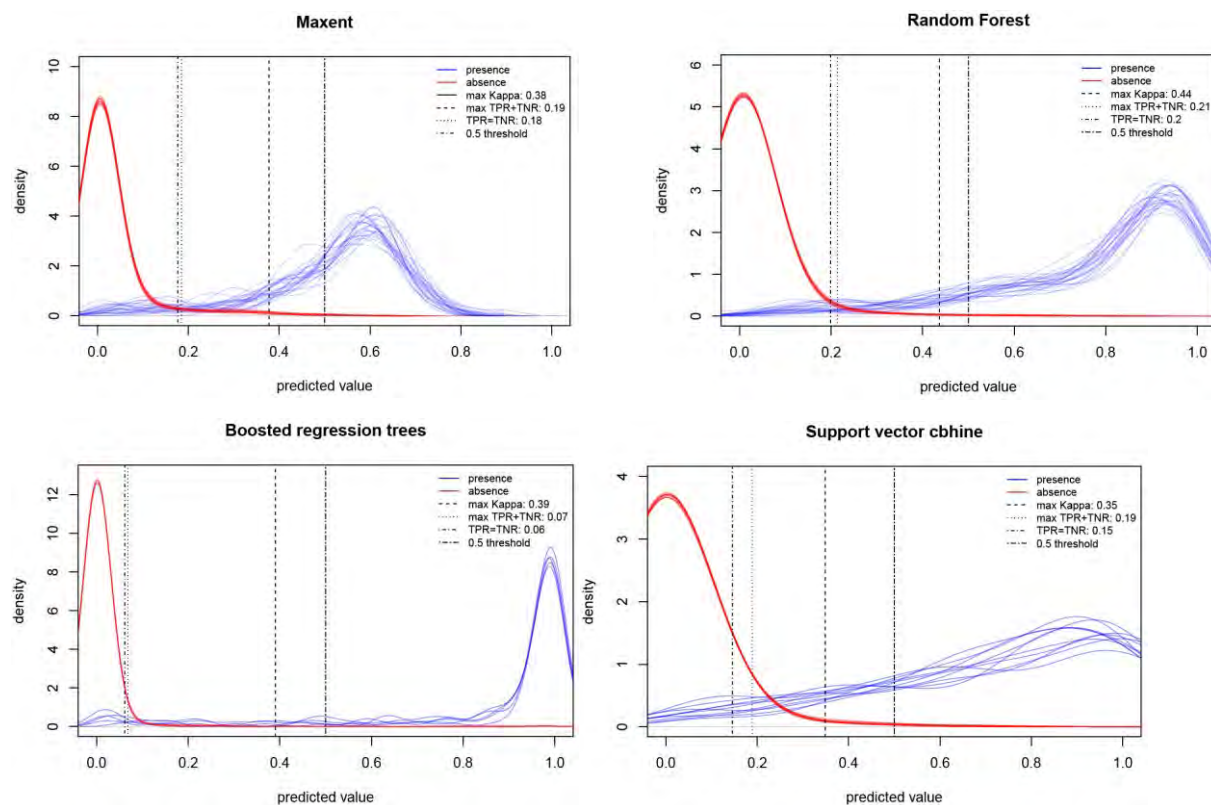 Maxent
10
8
6
4
2
0
density
presence
absence
max Kappa: 0.38
max TPR+TNR: 0.19
TPR=TNR: 0.18
0.5 threshold
0.0 0.2 0.4 0.6 0.8 1.0
predicted value
Random Forest
6
5
4
3
2
1
0
density
presence
absence
max Kappa: 0.44
max TPR+TNR: 0.21
TPR=TNR: 0.2
0.5 threshold
0.0 0.2 0.4 0.6 0.8 1.0
predicted value
Boosted regression trees
12
10
8
6
4
2
0
density
presence
absence
max Kappa: 0.39
max TPR+TNR: 0.07
TPR=TNR: 0.06
0.5 threshold
0.0 0.2 0.4 0.6 0.8 1.0
predicted value
Support vector cbhine
4
3
2
1
0
density
presence
absence
max Kappa: 0.35
max TPR+TNR: 0.19
TPR=TNR: 0.15
0.5 threshold
0.0 0.2 0.4 0.6 0.8 1.0
predicted value